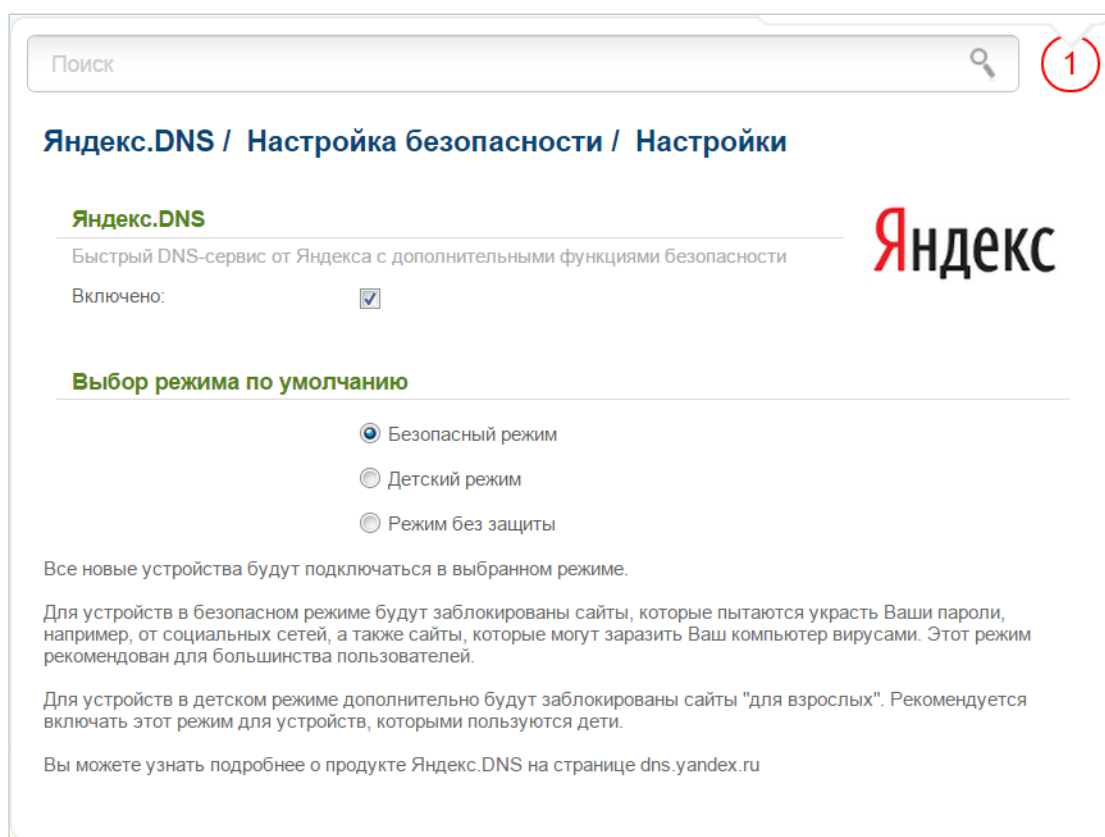 Поиск
1
Яндекс.DNS / Настройка безопасности / Настройки
Яндекс.DNS
Яндекс
Быстрый DNS-сервис от Яндекса с дополнительными функциями безопасности
Включено:
Выбор режима по умолчанию
Безопасный режим
Детский режим
Режим без защиты
Все новые устройства будут подключаться в выбранном режиме.
Для устройств в безопасном режиме будут заблокированы сайты, которые пытаются украсть Ваши пароли,
например, от социальных сетей, а также сайты, которые могут заразить Ваш компьютер вирусами. Этот режим
рекомендован для большинства пользователей.
Для устройств в детском режиме дополнительно будут заблокированы сайты "для взрослых". Рекомендуется
включать этот режим для устройств, которыми пользуются дети.
Вы можете узнать подробнее о продукте Яндекс.DNS на странице dns.yandex.ru